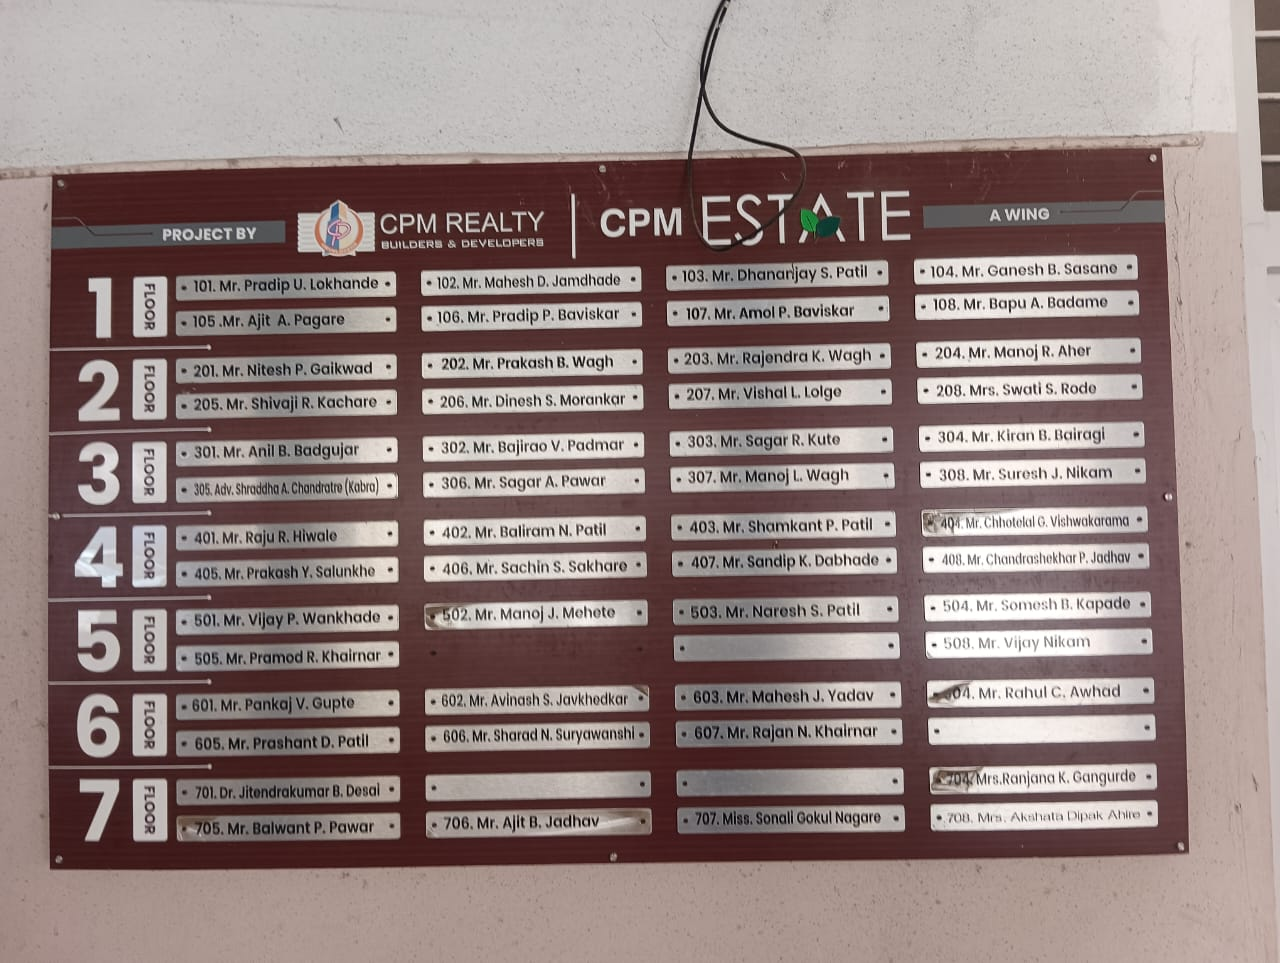 PROJECT BY
CPM REALTY
BUILDERS & DEVELOPERS
CPM ESTATE
A WING
1 FLOOR
101. Mr. Pradip U. Lokhande
102. Mr. Mahesh D. Jamdhade
103. Mr. Dhananjay S. Patil
104. Mr. Ganesh B. Sasane
105 .Mr. Ajit A. Pagare
106. Mr. Pradip P. Baviskar
107. Mr. Amol P. Baviskar
108. Mr. Bapu A. Badame
2 FLOOR
201. Mr. Nitesh P. Gaikwad
202. Mr. Prakash B. Wagh
203. Mr. Rajendra K. Wagh
204. Mr. Manoj R. Aher
205. Mr. Shivaji R. Kachare
206. Mr. Dinesh S. Morankar
207. Mr. Vishal L. Lolge
208. Mrs. Swati S. Rode
3 FLOOR
301. Mr. Anil B. Badgujar
302. Mr. Bajirao V. Padmar
303. Mr. Sagar R. Kute
304. Mr. Kiran B. Bairagi
305. Adv. Shraddha A. Chandratre (Kabra)
306. Mr. Sagar A. Pawar
307. Mr. Manoj L. Wagh
308. Mr. Suresh J. Nikam
4 FLOOR
401. Mr. Raju R. Hiwale
402. Mr. Baliram N. Patil
403. Mr. Shamkant P. Patil
404. Mr. Chhotelal G. Vishwakarama
405. Mr. Prakash Y. Salunkhe
406. Mr. Sachin S. Sakhare
407. Mr. Sandip K. Dabhade
408. Mr. Chandrashekhar P. Jadhav
5 FLOOR
501. Mr. Vijay P. Wankhade
502. Mr. Manoj J. Mehete
503. Mr. Naresh S. Patil
504. Mr. Somesh B. Kapade
505. Mr. Pramod R. Khairnar
508. Mr. Vijay Nikam
6 FLOOR
601. Mr. Pankaj V. Gupte
602. Mr. Avinash S. Javkhedkar
603. Mr. Mahesh J. Yadav
604. Mr. Rahul C. Awhad
605. Mr. Prashant D. Patil
606. Mr. Sharad N. Suryawanshi
607. Mr. Rajan N. Khairnar
7 FLOOR
701. Dr. Jitendrakumar B. Desai
704. Mrs.Ranjana K. Gangurde
705. Mr. Balwant P. Pawar
706. Mr. Ajit B. Jadhav
707. Miss. Sonali Gokul Nagare
708. Mrs. Akshata Dipak Ahire